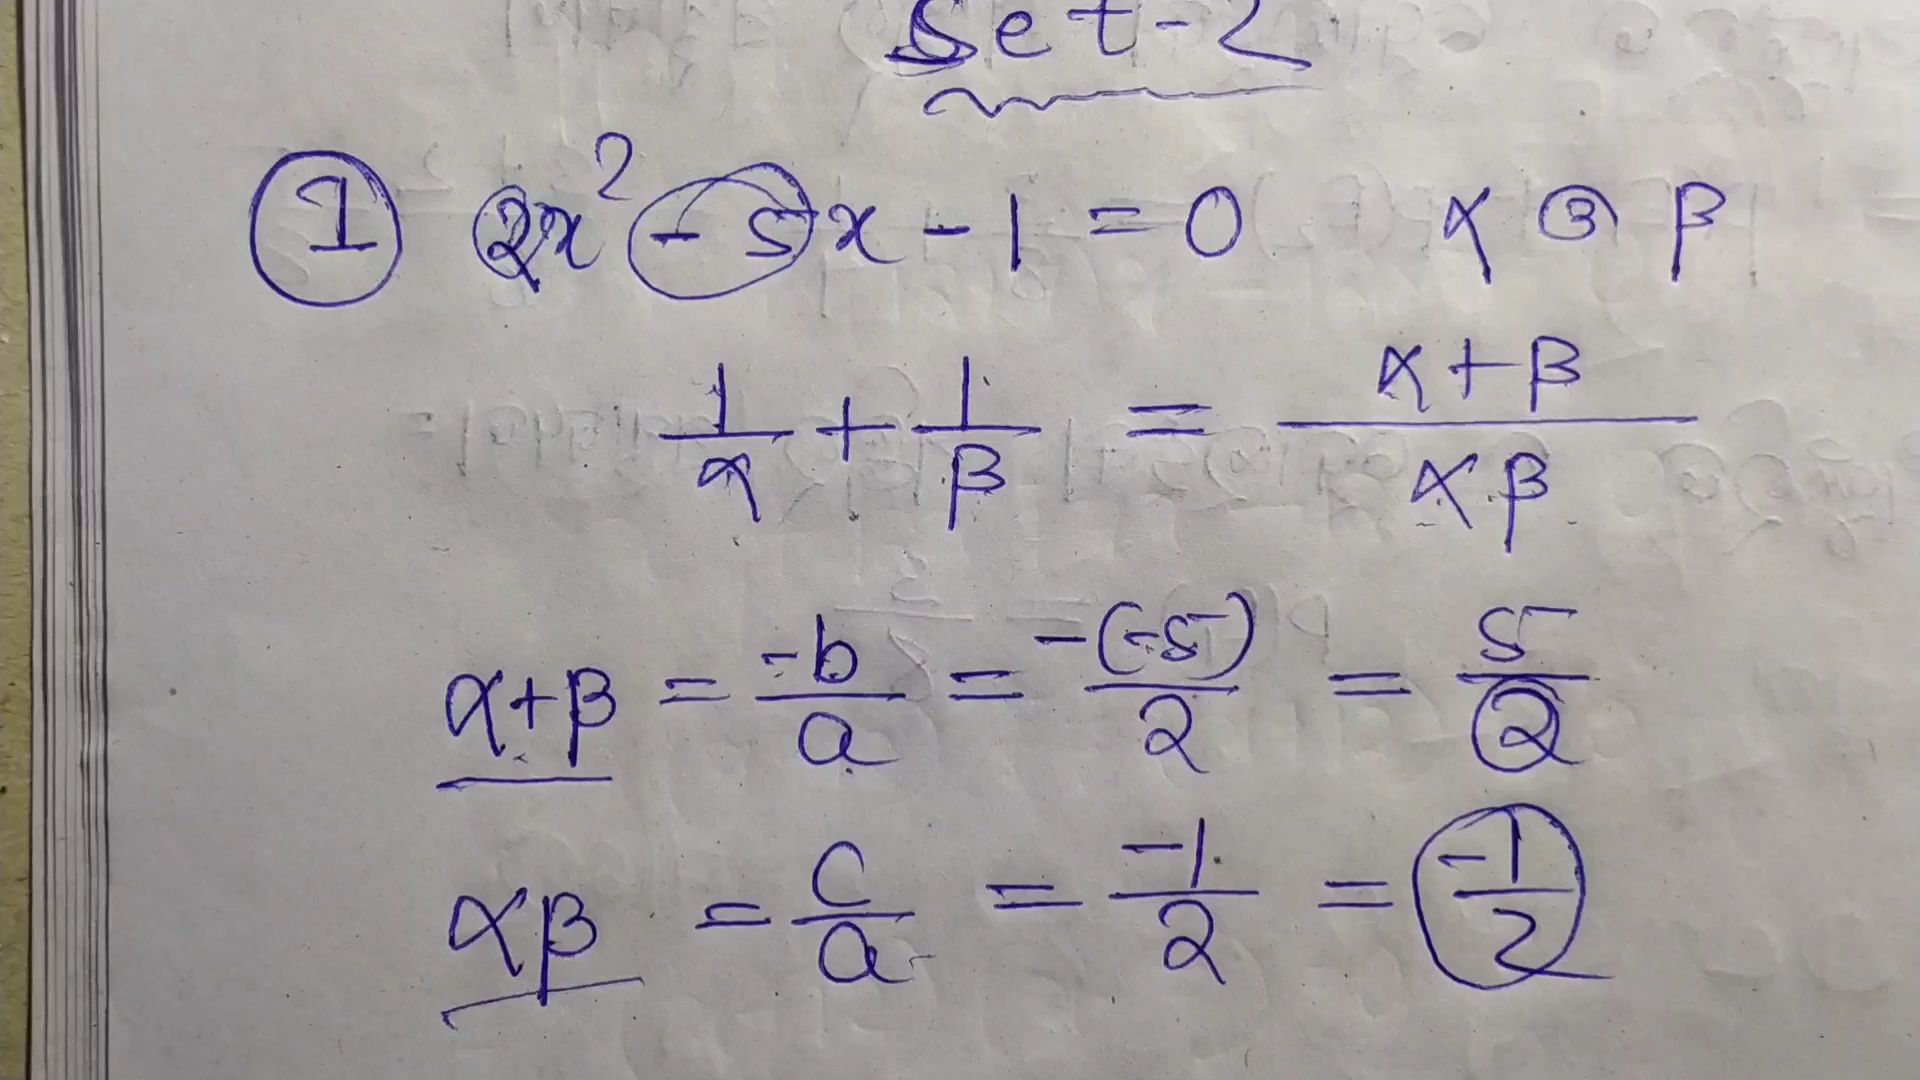 Set-2
① 2x² - 5x - 1 = 0 α ও β
1/α + 1/β = α+β/αβ
α+β = -b/a = -(-5)/2 = 5/2
αβ = c/a = -1/2 = -1/2